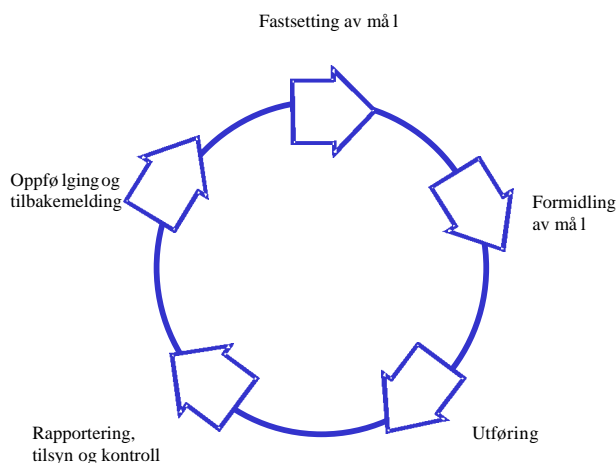 Fastsetting av mål
Formidling
av mål
Utføring
Rapportering,
tilsyn og kontroll
Oppfølging og
tilbakemelding